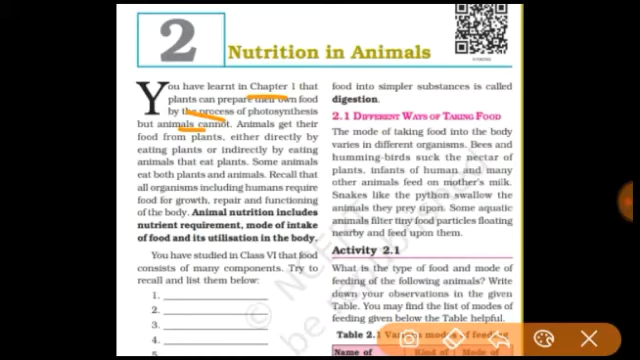 2
Nutrition in Animals
You have learnt in Chapter 1 that
plants can prepare their own food
by the process of photosynthesis
but animals cannot. Animals get their
food from plants, either directly by
eating plants or indirectly by eating
animals that eat plants. Some animals
eat both plants and animals. Recall that
all organisms including humans require
food for growth, repair and functioning
of the body. Animal nutrition includes
nutrient requirement, mode of intake
of food and its utilisation in the body.
You have studied in Class VI that food
consists of many components. Try to
recall and list them below:
1.
2.
3.
4.
5.
food into simpler substances is called
digestion.
2.1 DIFFERENT WAYS OF TAKING FOOD
The mode of taking food into the body
varies in different organisms. Bees and
humming-birds suck the nectar of
plants, infants of human and many
other animals feed on mother's milk.
Snakes like the python swallow the
animals they prey upon. Some aquatic
animals filter tiny food particles floating
nearby and feed upon them.
Activity 2.1
What is the type of food and mode of
feeding of the following animals? Write
down your observations in the given
Table. You may find the list of modes of
feeding given below the Table helpful.
Table 2.1 Various modes of feeding
Name of Kind of Mode of